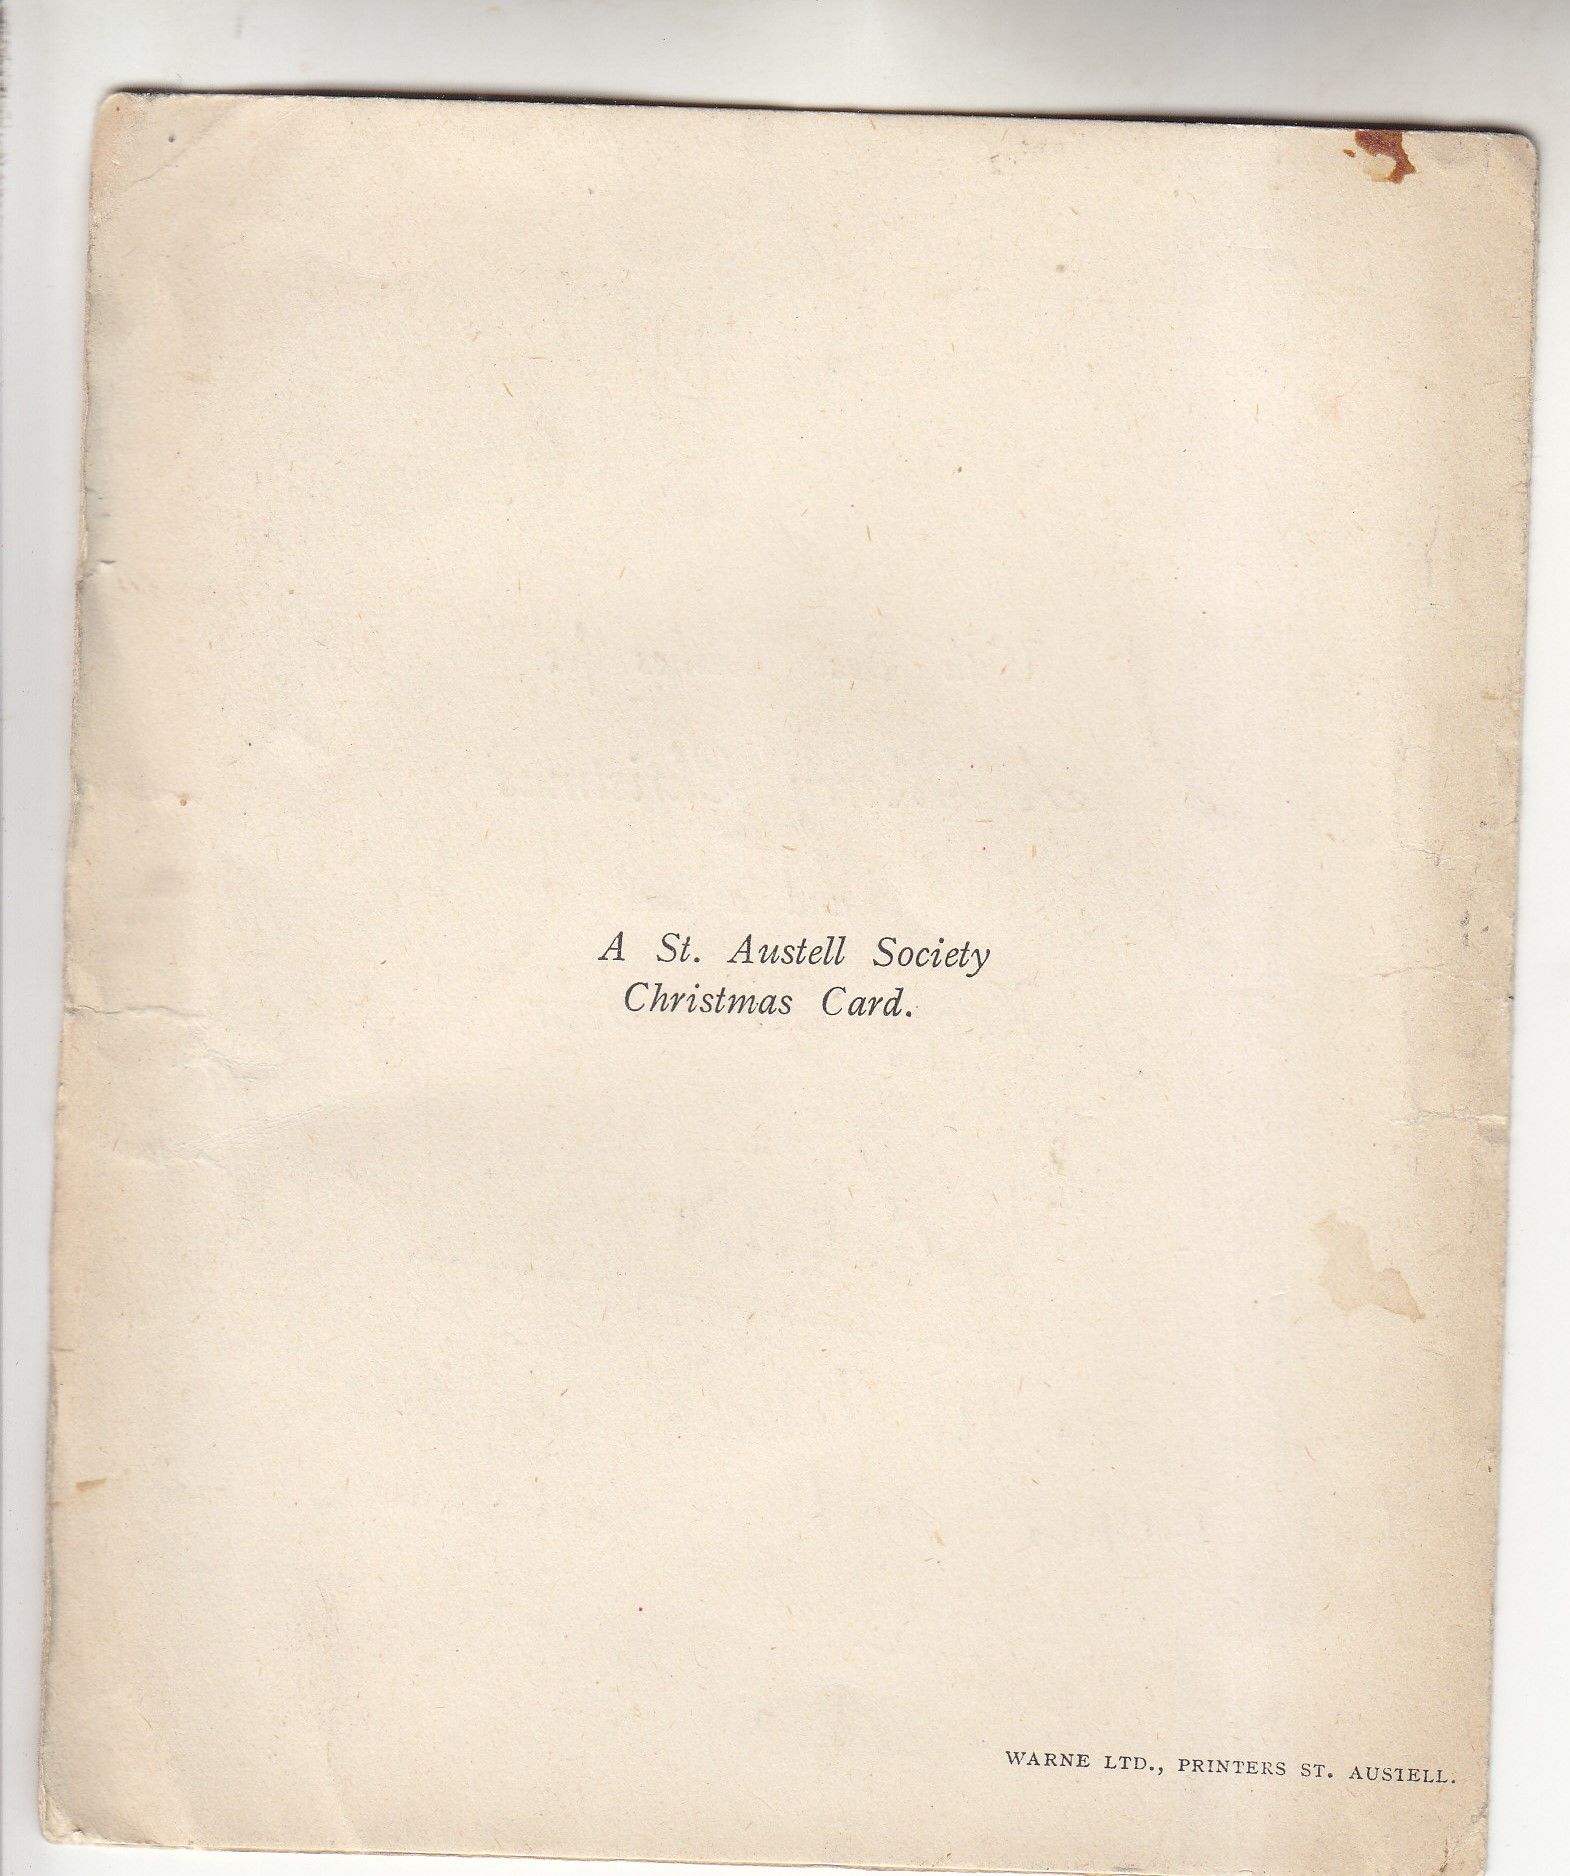 A St. Austell Society
Christmas Card.
WARNE LTD., PRINTERS ST. AUSTELL.